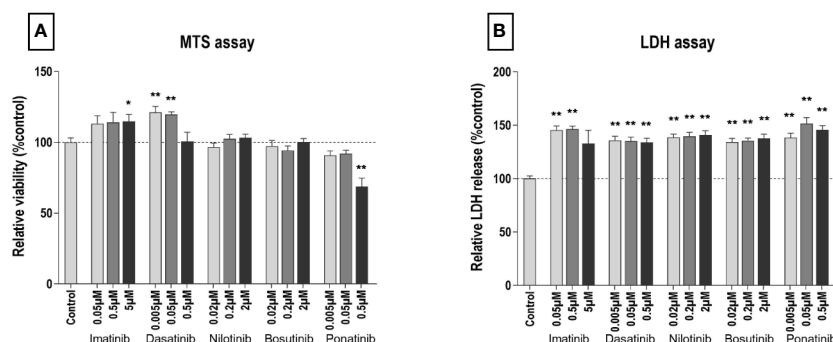 A
MTS assay
Relative viability (%control)
150
100
50
0
*
**
**
**
Control
0.05µM
0.5µM
5µM
0.005µM
0.05µM
0.5µM
0.02µM
0.2µM
2µM
0.02µM
0.2µM
2µM
0.005µM
0.05µM
0.5µM
Imatinib
Dasatinib
Nilotinib
Bosutinib
Ponatinib
B
LDH assay
Relative LDH release (%control)
200
150
100
50
0
** **
** ** **
** ** **
** ** **
** ** **
Control
0.05µM
0.5µM
5µM
0.005µM
0.05µM
0.5µM
0.02µM
0.2µM
2µM
0.02µM
0.2µM
2µM
0.005µM
0.05µM
0.5µM
Imatinib
Dasatinib
Nilotinib
Bosutinib
Ponatinib